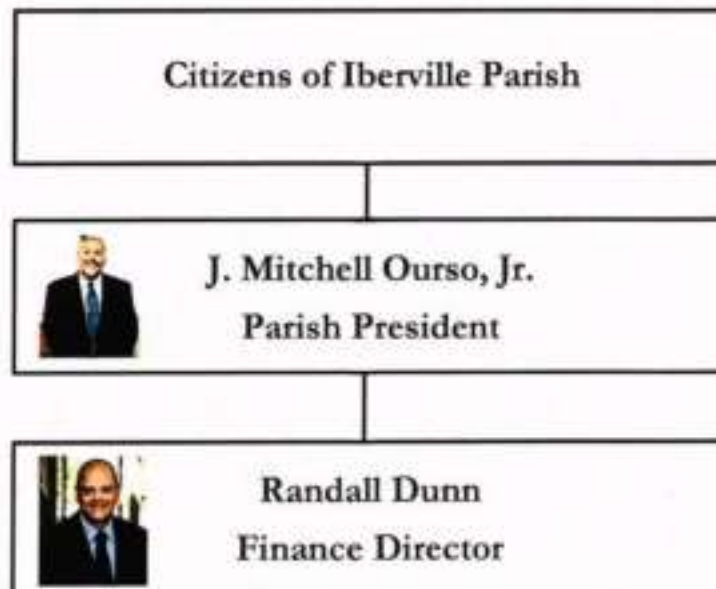 Citizens of Iberville Parish
J. Mitchell Ourso, Jr.
Parish President
Randall Dunn
Finance Director